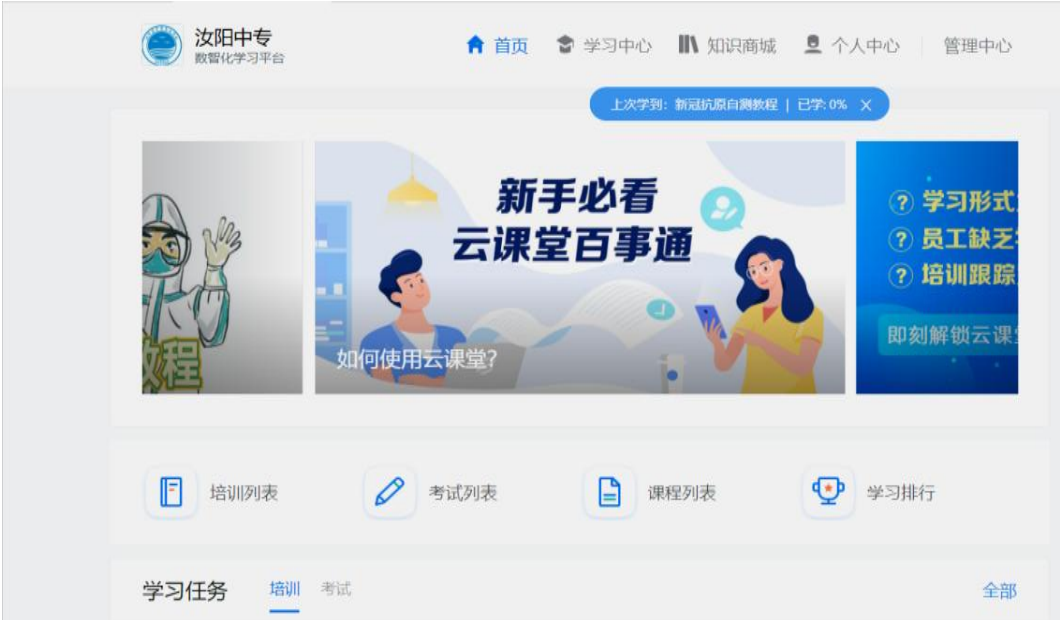 汝阳中专
数智化学习平台
首页
学习中心
知识商城
个人中心
管理中心
上次学到：新冠抗原自测教程 | 已学:0%
教程
新手必看
云课堂百事通
如何使用云课堂?
? 学习形式
? 员工缺乏
? 培训跟踪
即刻解锁云课
培训列表
考试列表
课程列表
学习排行
学习任务
培训
考试
全部